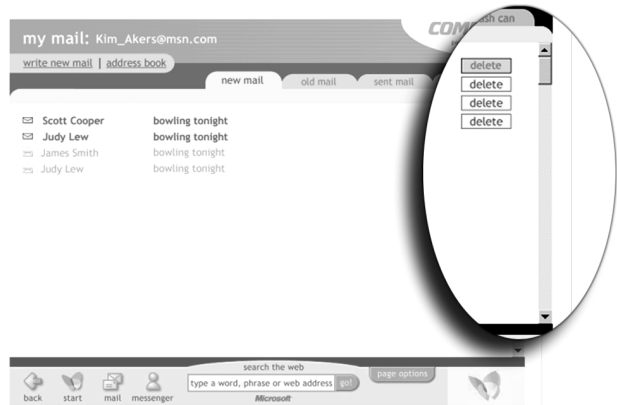 my mail: Kim_Akers@msn.com
write new mail | address book
new mail old mail sent mail
Scott Cooper bowling tonight delete
Judy Lew bowling tonight delete
James Smith bowling tonight delete
Judy Lew bowling tonight delete
search the web
type a word, phrase or web address go!
page options
back start mail messenger
Microsoft